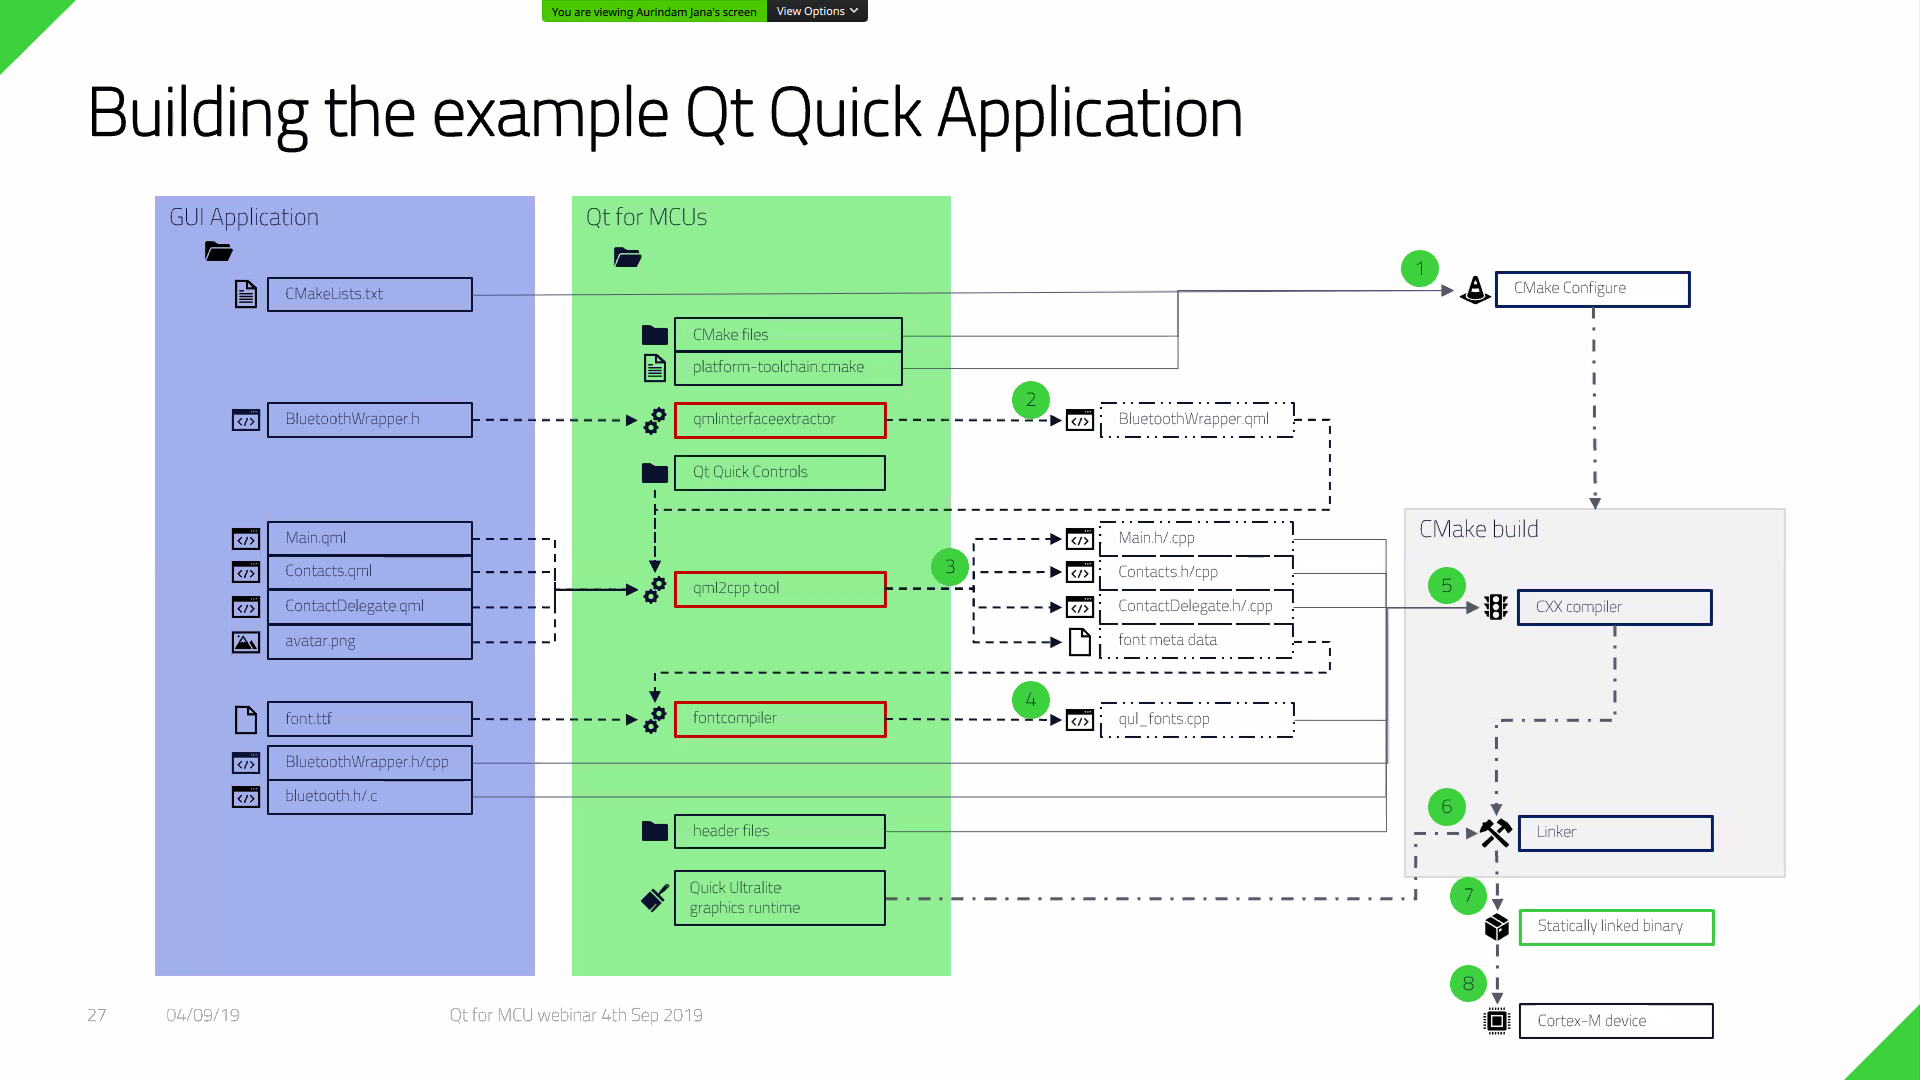 You are viewing Aurindam Jana's screen View Options
Building the example Qt Quick Application
GUI Application
CMakeLists.txt
BluetoothWrapper.h
Main.qml
Contacts.qml
ContactDelegate.qml
avatar.png
font.ttf
BluetoothWrapper.h/cpp
bluetooth.h/.c
Qt for MCUs
CMake files
platform-toolchain.cmake
qmlinterfaceextractor
Qt Quick Controls
qml2cpp tool
fontcompiler
header files
Quick Ultralite
graphics runtime
2
BluetoothWrapper.qml
3
Main.h/.cpp
Contacts.h/cpp
ContactDelegate.h/.cpp
font meta data
4
qul_fonts.cpp
1
CMake Configure
CMake build
5
CXX compiler
6
Linker
7
Statically linked binary
8
Cortex-M device
27
04/09/19
Qt for MCU webinar 4th Sep 2019